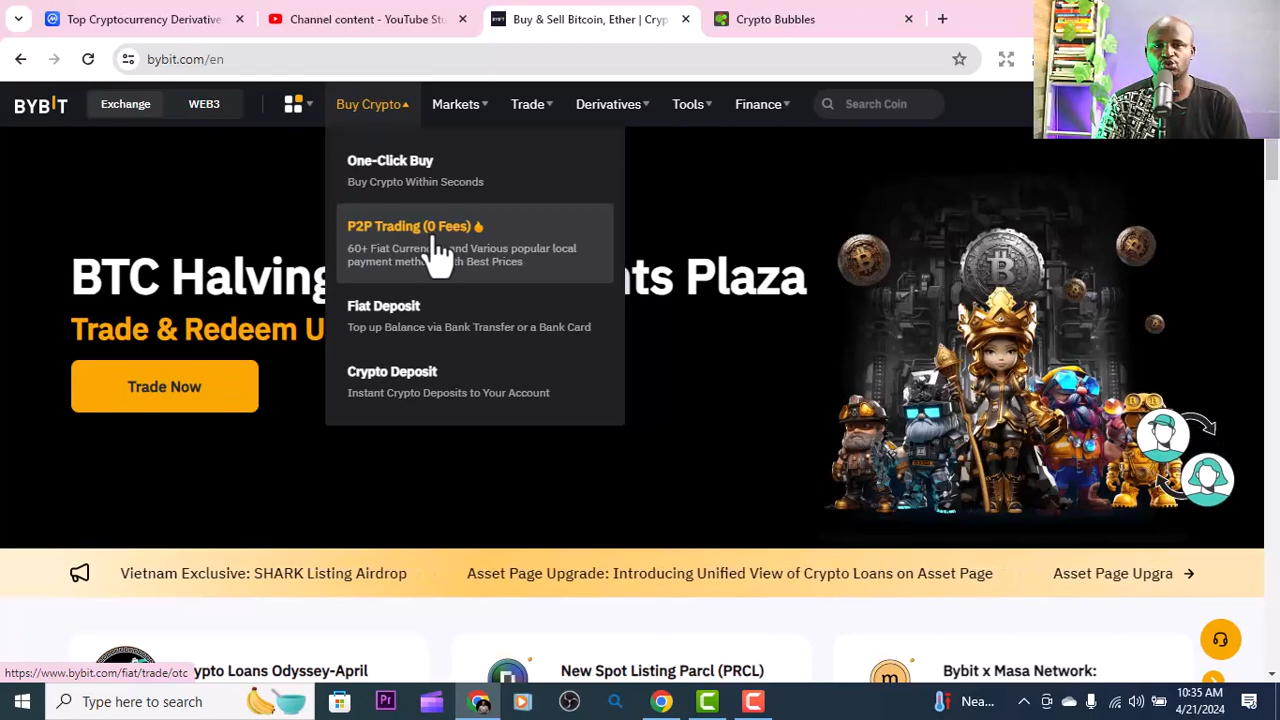 Top Cryptocurrency Derivative
Channel content - YouTube St
Buy & Sell Bitcoin, Ether | Cryp
Crypto Bubbles
bybit.com/en
BYBIT
Exchange
WEB3
Buy Crypto
Markets
Trade
Derivatives
Tools
Finance
Search Coin
One-Click Buy
Buy Crypto Within Seconds
P2P Trading (0 Fees)
60+ Fiat Currenc nd Various popular local
payment meth h Best Prices
Fiat Deposit
Top up Balance via Bank Transfer or a Bank Card
Crypto Deposit
Instant Crypto Deposits to Your Account
BTC Halving nts Plaza
Trade & Redeem U
Trade Now
Vietnam Exclusive: SHARK Listing Airdrop
Asset Page Upgrade: Introducing Unified View of Crypto Loans on Asset Page
Asset Page Upgra
ypto Loans Odyssey-April
New Spot Listing Parcl (PRCL)
Bybit x Masa Network:
https://www.bybit.com/fiat/trade/otc
Type here to search
Nea...
10:35 AM
4/21/2024